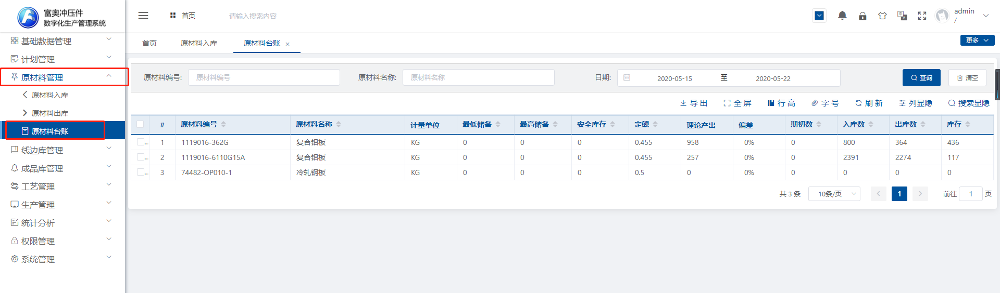 富奥冲压件
数字化生产管理系统
首页
请输入搜索内容
admin
/
基础数据管理
计划管理
原材料管理
原材料入库
原材料出库
原材料台账
线边库管理
成品库管理
工艺管理
生产管理
统计分析
权限管理
系统管理
首页 原材料入库 原材料台账 ×
更多
原材料编号: 原材料编号 原材料名称: 原材料名称 日期: 2020-05-15 至 2020-05-22 查询 清空
导出 全屏 行高 字号 刷新 列显隐 搜索显隐
# 原材料编号 原材料名称 计量单位 最低储备 最高储备 安全库存 定额 理论产出 偏差 期初数 入库数 出库数 库存
.. 1 1119016-362G 复合铝板 KG 0 0 0 0.455 958 0% 0 800 364 436
.. 2 1119016-6110G15A 复合铝板 KG 0 0 0 0.455 257 0% 0 2391 2274 117
.. 3 74482-OP010-1 冷轧钢板 KG 0 0 0 0.5 0 0% 0 0 0 0
共 3 条 10条/页 < 1 > 前往 1 页